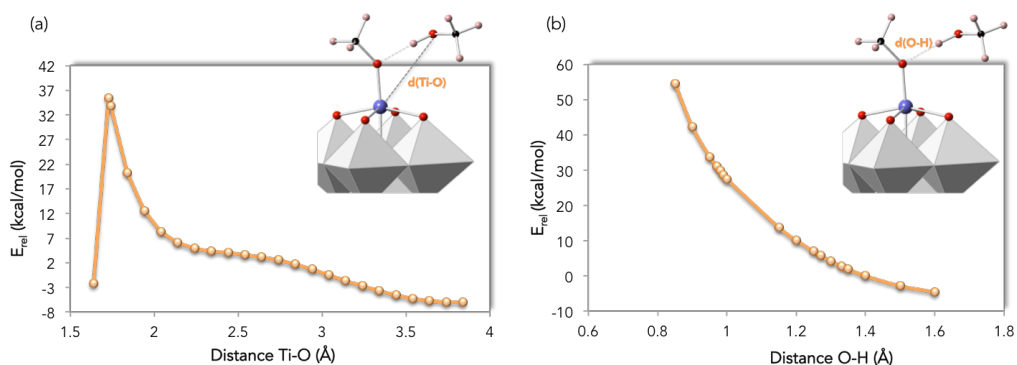 (a)
d(Ti-O)
42
37
32
27
22
17
12
7
2
-3
-8
E rel (kcal/mol)
1.5 2 2.5 3 3.5 4
Distance Ti-O (Å)
(b)
d(O-H)
60
50
40
30
20
10
0
-10
E rel (kcal/mol)
0.6 0.8 1 1.2 1.4 1.6 1.8
Distance O-H (Å)